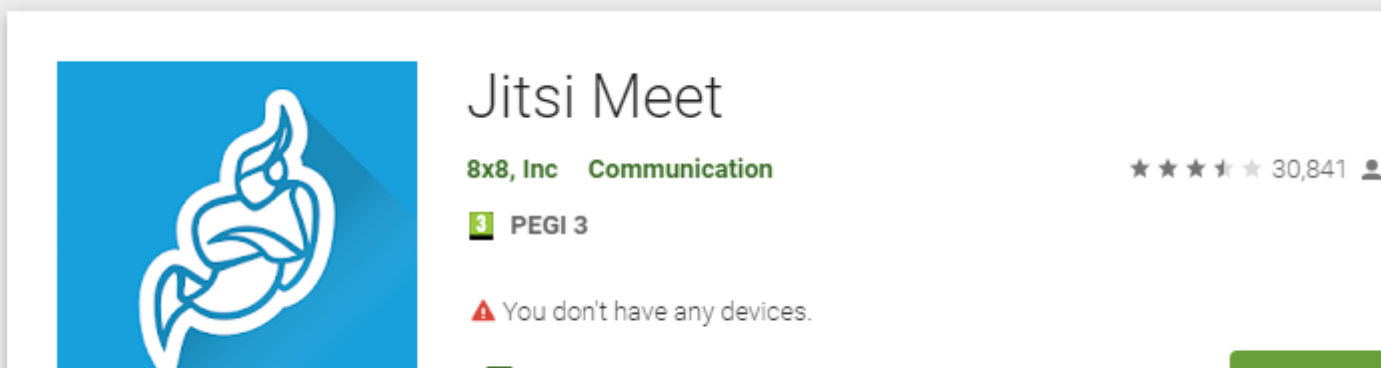 Jitsi Meet
8x8, Inc Communication 30,841
3 PEGI 3
You don't have any devices.